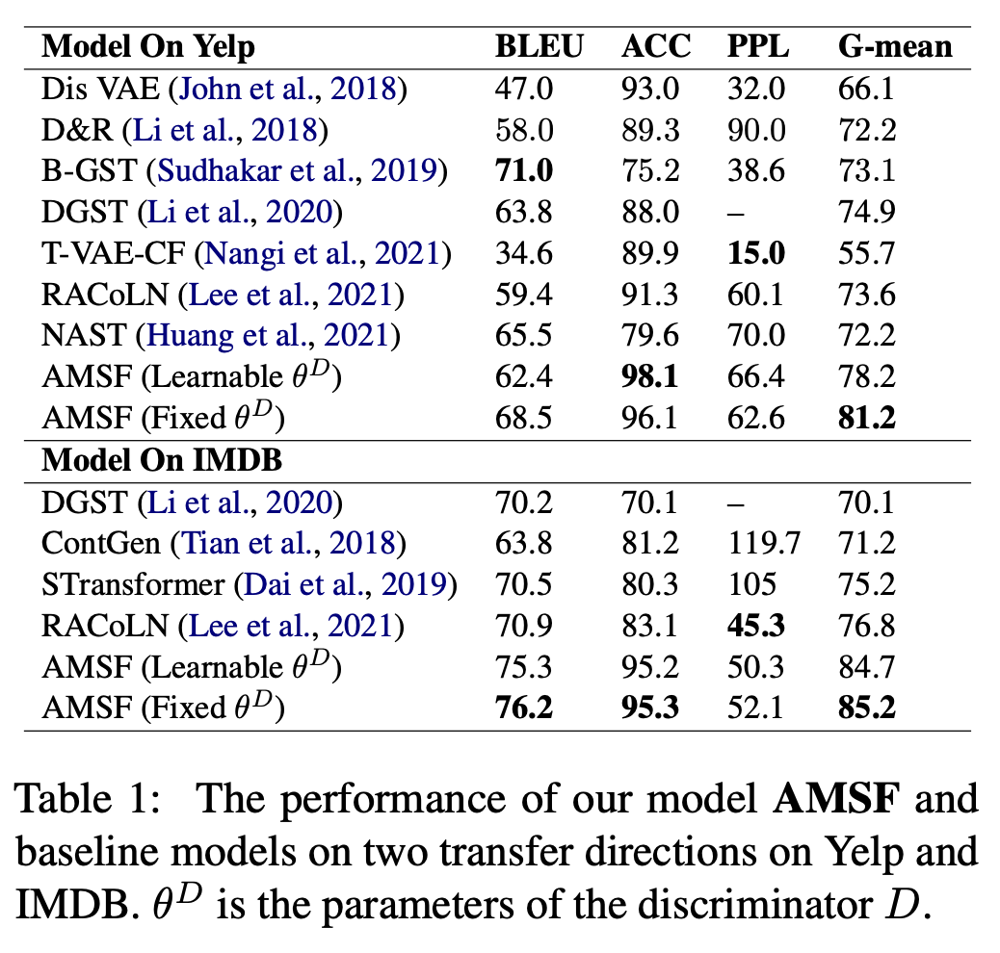 Model On Yelp BLEU ACC PPL G-mean
Dis VAE (John et al., 2018) 47.0 93.0 32.0 66.1
D&R (Li et al., 2018) 58.0 89.3 90.0 72.2
B-GST (Sudhakar et al., 2019) 71.0 75.2 38.6 73.1
DGST (Li et al., 2020) 63.8 88.0 – 74.9
T-VAE-CF (Nangi et al., 2021) 34.6 89.9 15.0 55.7
RACoLN (Lee et al., 2021) 59.4 91.3 60.1 73.6
NAST (Huang et al., 2021) 65.5 79.6 70.0 72.2
AMSF (Learnable θ^D) 62.4 98.1 66.4 78.2
AMSF (Fixed θ^D) 68.5 96.1 62.6 81.2
Model On IMDB
DGST (Li et al., 2020) 70.2 70.1 – 70.1
ContGen (Tian et al., 2018) 63.8 81.2 119.7 71.2
STransformer (Dai et al., 2019) 70.5 80.3 105 75.2
RACoLN (Lee et al., 2021) 70.9 83.1 45.3 76.8
AMSF (Learnable θ^D) 75.3 95.2 50.3 84.7
AMSF (Fixed θ^D) 76.2 95.3 52.1 85.2
Table 1: The performance of our model AMSF and
baseline models on two transfer directions on Yelp and
IMDB. θ^D is the parameters of the discriminator D.